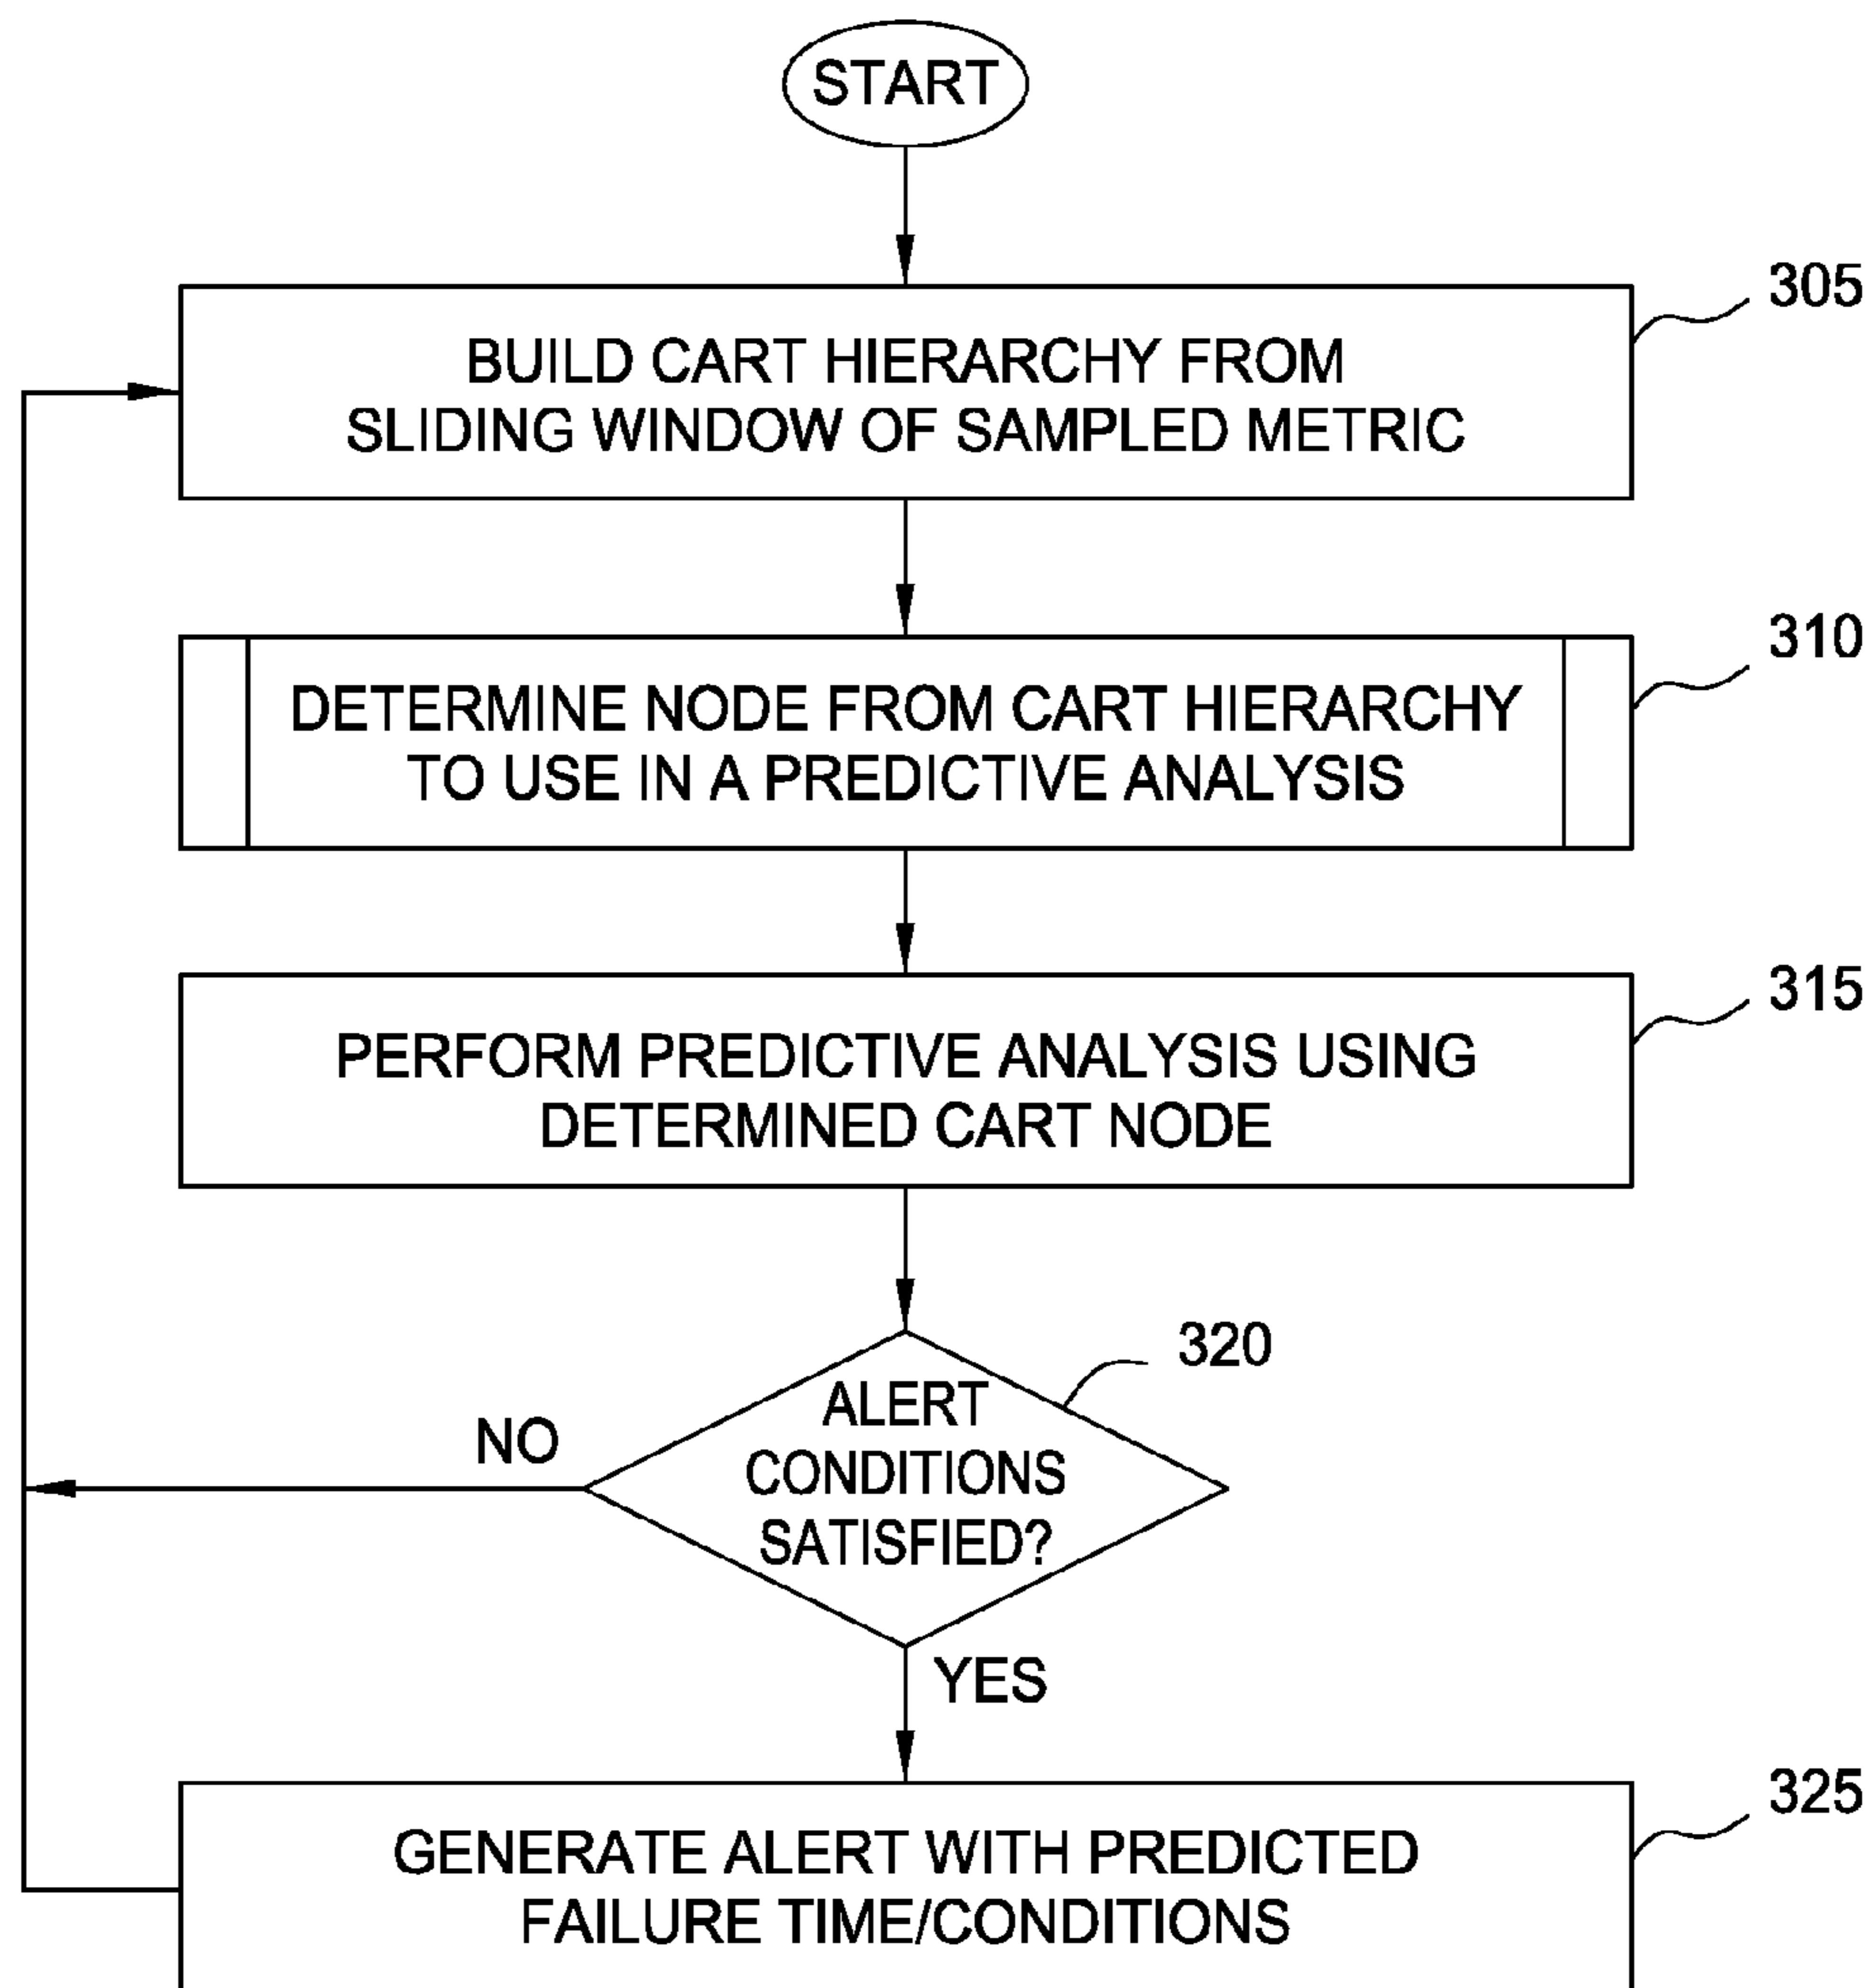 START
305
BUILD CART HIERARCHY FROM
SLIDING WINDOW OF SAMPLED METRIC
310
DETERMINE NODE FROM CART HIERARCHY
TO USE IN A PREDICTIVE ANALYSIS
315
PERFORM PREDICTIVE ANALYSIS USING
DETERMINED CART NODE
320
ALERT
CONDITIONS
SATISFIED?
NO
YES
325
GENERATE ALERT WITH PREDICTED
FAILURE TIME/CONDITIONS